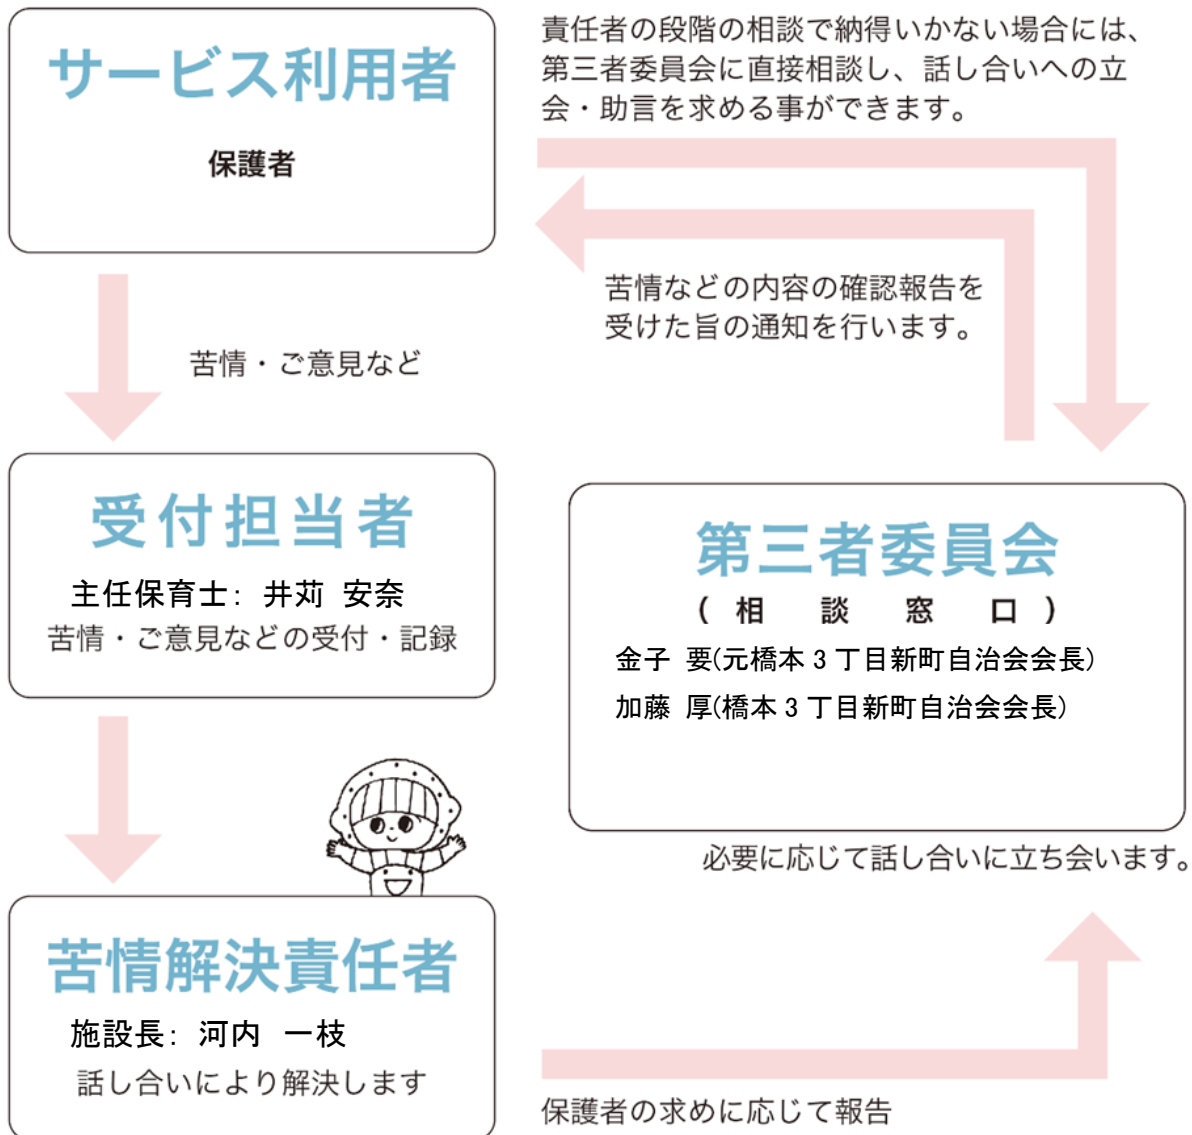 サービス利用者
保護者
責任者の段階の相談で納得いかない場合には、
第三者委員会に直接相談し、話し合いへの立
会・助言を求める事ができます。
苦情などの内容の確認報告を
受けた旨の通知を行います。
苦情・ご意見など
受付担当者
主任保育士: 井苅 安奈
苦情・ご意見などの受付・記録
第三者委員会
(相談窓口)
金子 要(元橋本3丁目新町自治会会長)
加藤 厚(橋本3丁目新町自治会会長)
必要に応じて話し合いに立ち会います。
苦情解決責任者
施設長: 河内 一枝
話し合いにより解決します
保護者の求めに応じて報告